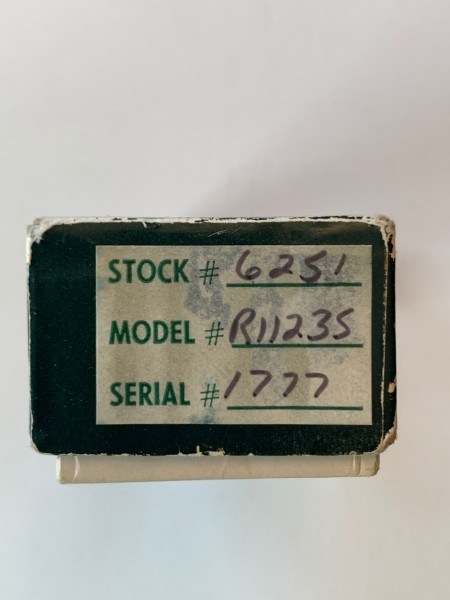 STOCK # 6251
MODEL # R11235
SERIAL # 1777